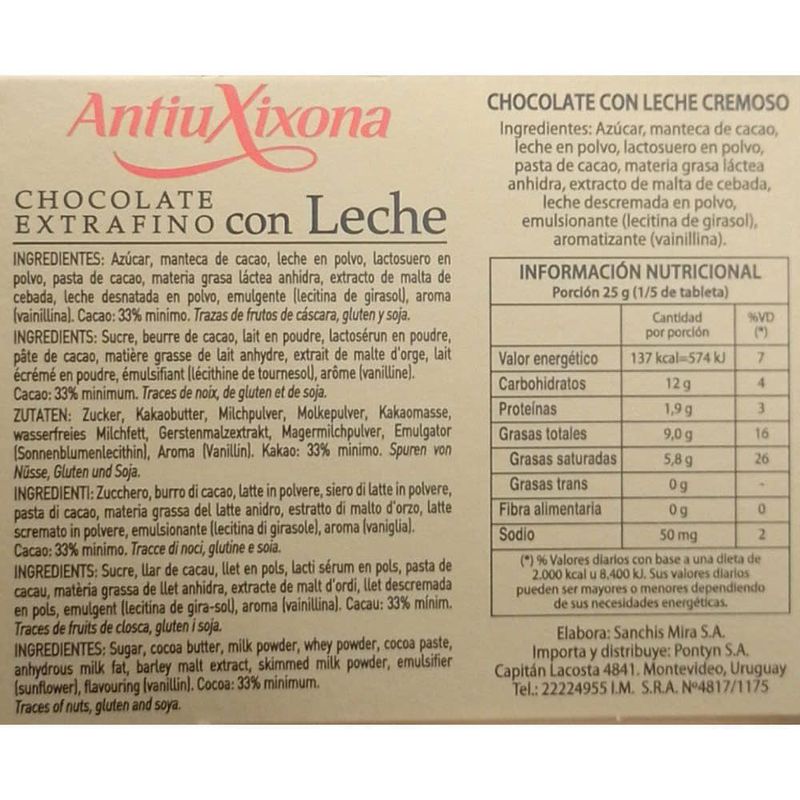 AntiuXixona
CHOCOLATE
EXTRAFINO con Leche
INGREDIENTES: Azúcar, manteca de cacao, leche en polvo, lactosuero en
polvo, pasta de cacao, materia grasa láctea anhidra, extracto de malta de
cebada, leche desnatada en polvo, emulgente (lecitina de girasol), aroma
(vainillina). Cacao: 33% minimo. Trazas de frutos de cáscara, gluten y soja.
INGREDIENTS: Sucre, beurre de cacao, lait en poudre, lactosérun en poudre,
pâte de cacao, matière grasse de lait anhydre, extrait de malte d'orge, lait
écrémé en poudre, émulsifiant (lécithine de tournesol), arôme (vanilline).
Cacao: 33% minimum. Traces de noix, de gluten et de soja.
ZUTATEN: Zucker, Kakaobutter, Milchpulver, Molkepulver, Kakaomasse,
wasserfreies Milchfett, Gerstenmalzextrakt, Magermilchpulver, Emulgator
(Sonnenblumenlecithin), Aroma (Vanillin). Kakao: 33% minimo. Spuren von
Nüsse, Gluten und Soja.
INGREDIENTI: Zucchero, burro di cacao, latte in polvere, siero di latte in polvere,
pasta di cacao, materia grassa del latte anidro, estratto di malto d'orzo, latte
scremato in polvere, emulsionante (lecitina di girasole), aroma (vaniglia).
Cacao: 33% minimo. Tracce di noci, glutine e soia.
INGREDIENTS: Sucre, llar de cacau, llet en pols, lacti sérum en pols, pasta de
cacau, matèria grassa de llet anhidra, extracte de malt d'ordi, llet descremada
en pols, emulgent (lecitina de gira-sol), aroma (vainillina). Cacau: 33% mínim.
Traces de fruits de closca, gluten i soja.
INGREDIENTES: Sugar, cocoa butter, milk powder, whey powder, cocoa paste,
anhydrous milk fat, barley malt extract, skimmed milk powder, emulsifier
(sunflower), flavouring (vanillin). Cocoa: 33% minimum.
Traces of nuts, gluten and soya.
CHOCOLATE CON LECHE CREMOSO
Ingredientes: Azúcar, manteca de cacao,
leche en polvo, lactosuero en polvo,
pasta de cacao, materia grasa láctea
anhidra, extracto de malta de cebada,
leche descremada en polvo,
emulsionante (lecitina de girasol),
aromatizante (vainillina).
INFORMACIÓN NUTRICIONAL
Porción 25 g (1/5 de tableta)
Cantidad por porción %VD (*)
Valor energético 137 kcal=574 kJ 7
Carbohidratos 12 g 4
Proteínas 1,9 g 3
Grasas totales 9,0 g 16
Grasas saturadas 5,8 g 26
Grasas trans 0 g -
Fibra alimentaria 0 g 0
Sodio 50 mg 2
(*) % Valores diarios con base a una dieta de
2.000 kcal u 8,400 kJ. Sus valores diarios
pueden ser mayores o menores dependiendo
de sus necesidades energéticas.
Elabora: Sanchis Mira S.A.
Importa y distribuye: Pontyn S.A.
Capitán Lacosta 4841. Montevideo, Uruguay
Tel.: 22224955 I.M. S.R.A. Nº4817/1175